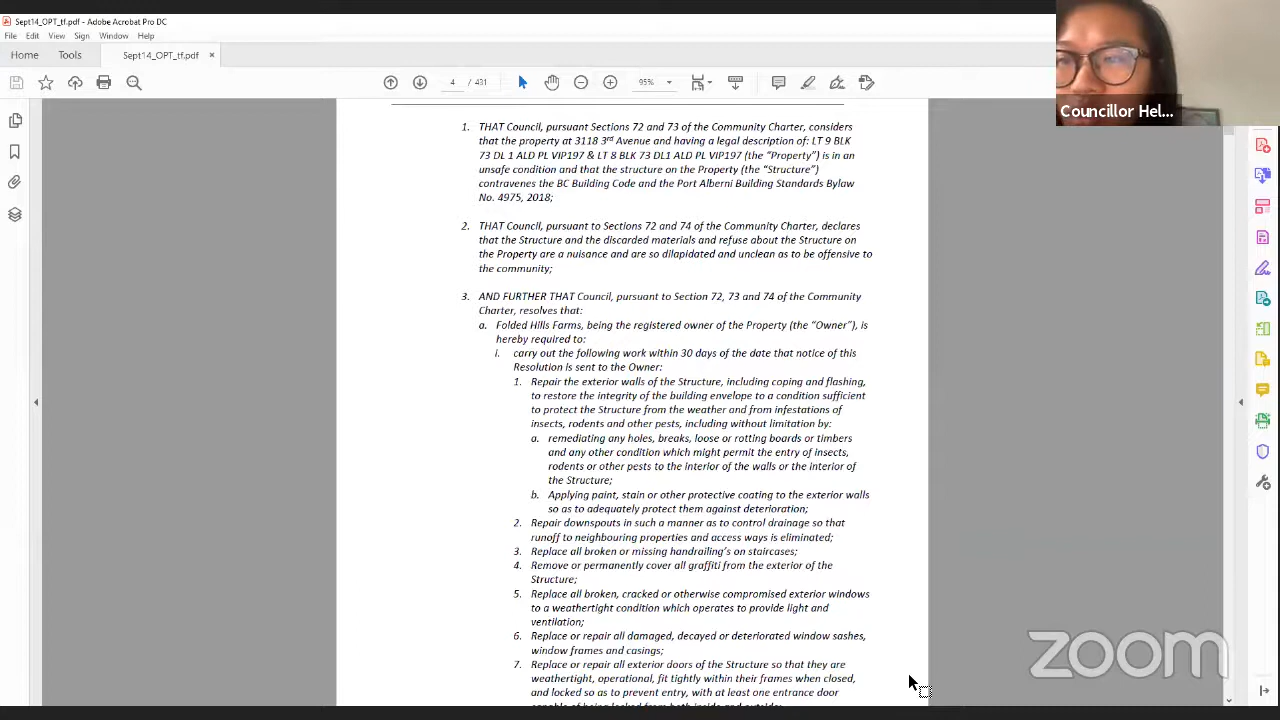 Sept14_OPT_tf.pdf - Adobe Acrobat Pro DC
File Edit View Sign Window Help
Home Tools Sept14_OPT_tf.pdf ×
4 / 431 95%
Councillor Hel...
1. THAT Council, pursuant Sections 72 and 73 of the Community Charter, considers
that the property at 3118 3rd Avenue and having a legal description of: LT 9 BLK
73 DL 1 ALD PL VIP197 & LT 8 BLK 73 DL1 ALD PL VIP197 (the “Property”) is in an
unsafe condition and that the structure on the Property (the “Structure”)
contravenes the BC Building Code and the Port Alberni Building Standards Bylaw
No. 4975, 2018;
2. THAT Council, pursuant to Sections 72 and 74 of the Community Charter, declares
that the Structure and the discarded materials and refuse about the Structure on
the Property are a nuisance and are so dilapidated and unclean as to be offensive to
the community;
3. AND FURTHER THAT Council, pursuant to Section 72, 73 and 74 of the Community
Charter, resolves that:
a. Folded Hills Farms, being the registered owner of the Property (the “Owner”), is
hereby required to:
i. carry out the following work within 30 days of the date that notice of this
Resolution is sent to the Owner:
1. Repair the exterior walls of the Structure, including coping and flashing,
to restore the integrity of the building envelope to a condition sufficient
to protect the Structure from the weather and from infestations of
insects, rodents and other pests, including without limitation by:
a. remediating any holes, breaks, loose or rotting boards or timbers
and any other condition which might permit the entry of insects,
rodents or other pests to the interior of the walls or the interior of
the Structure;
b. Applying paint, stain or other protective coating to the exterior walls
so as to adequately protect them against deterioration;
2. Repair downspouts in such a manner as to control drainage so that
runoff to neighbouring properties and access ways is eliminated;
3. Replace all broken or missing handrailing’s on staircases;
4. Remove or permanently cover all graffiti from the exterior of the
Structure;
5. Replace all broken, cracked or otherwise compromised exterior windows
to a weathertight condition which operates to provide light and
ventilation;
6. Replace or repair all damaged, decayed or deteriorated window sashes,
window frames and casings;
7. Replace or repair all exterior doors of the Structure so that they are
weathertight, operational, fit tightly within their frames when closed,
and locked so as to prevent entry, with at least one entrance door
capable of being locked from both inside and outside;
zoom